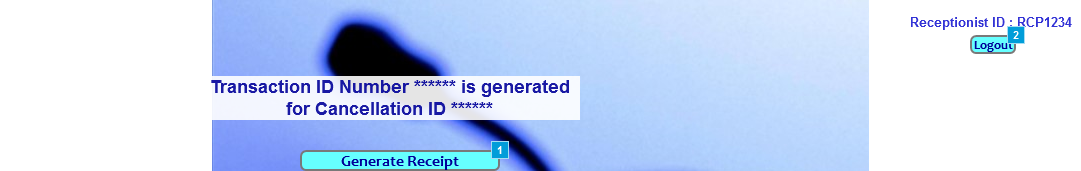 Receptionist ID : RCP1234
2
Logout
Transaction ID Number ****** is generated
for Cancellation ID ******
1
Generate Receipt